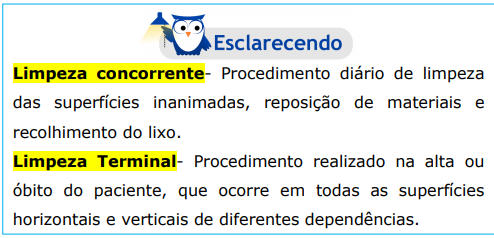 Esclarecendo
Limpeza concorrente- Procedimento diário de limpeza
das superfícies inanimadas, reposição de materiais e
recolhimento do lixo.
Limpeza Terminal- Procedimento realizado na alta ou
óbito do paciente, que ocorre em todas as superfícies
horizontais e verticais de diferentes dependências.